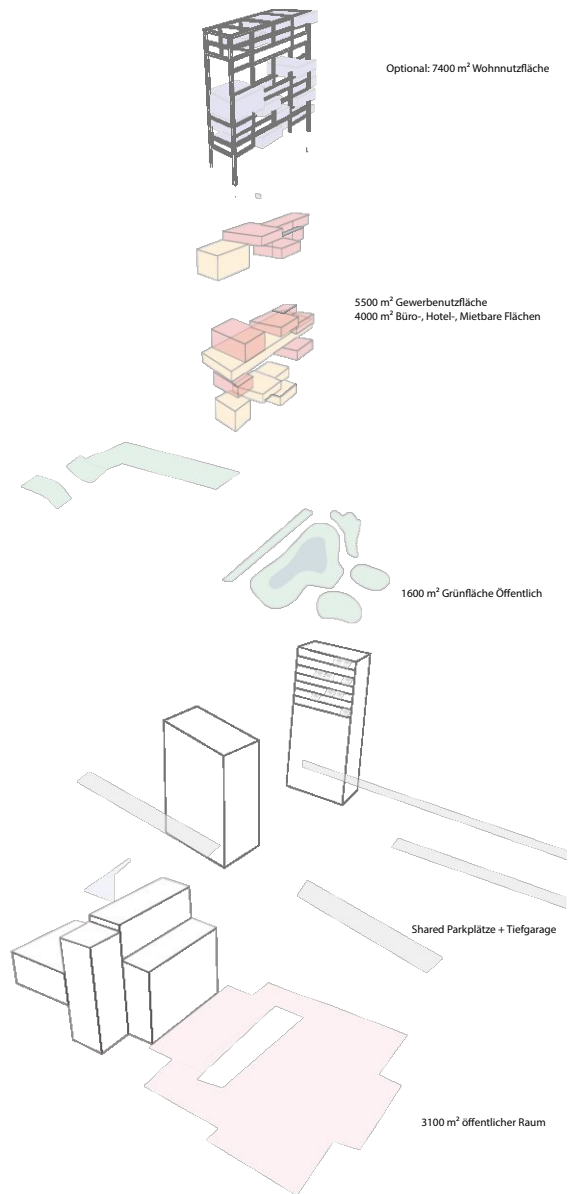 Optional: 7400 m² Wohnnutzfläche
5500 m² Gewerbenutzfläche
4000 m² Büro-, Hotel-, Mietbare Flächen
1600 m² Grünfläche Öffentlich
Shared Parkplätze + Tiefgarage
3100 m² öffentlicher Raum